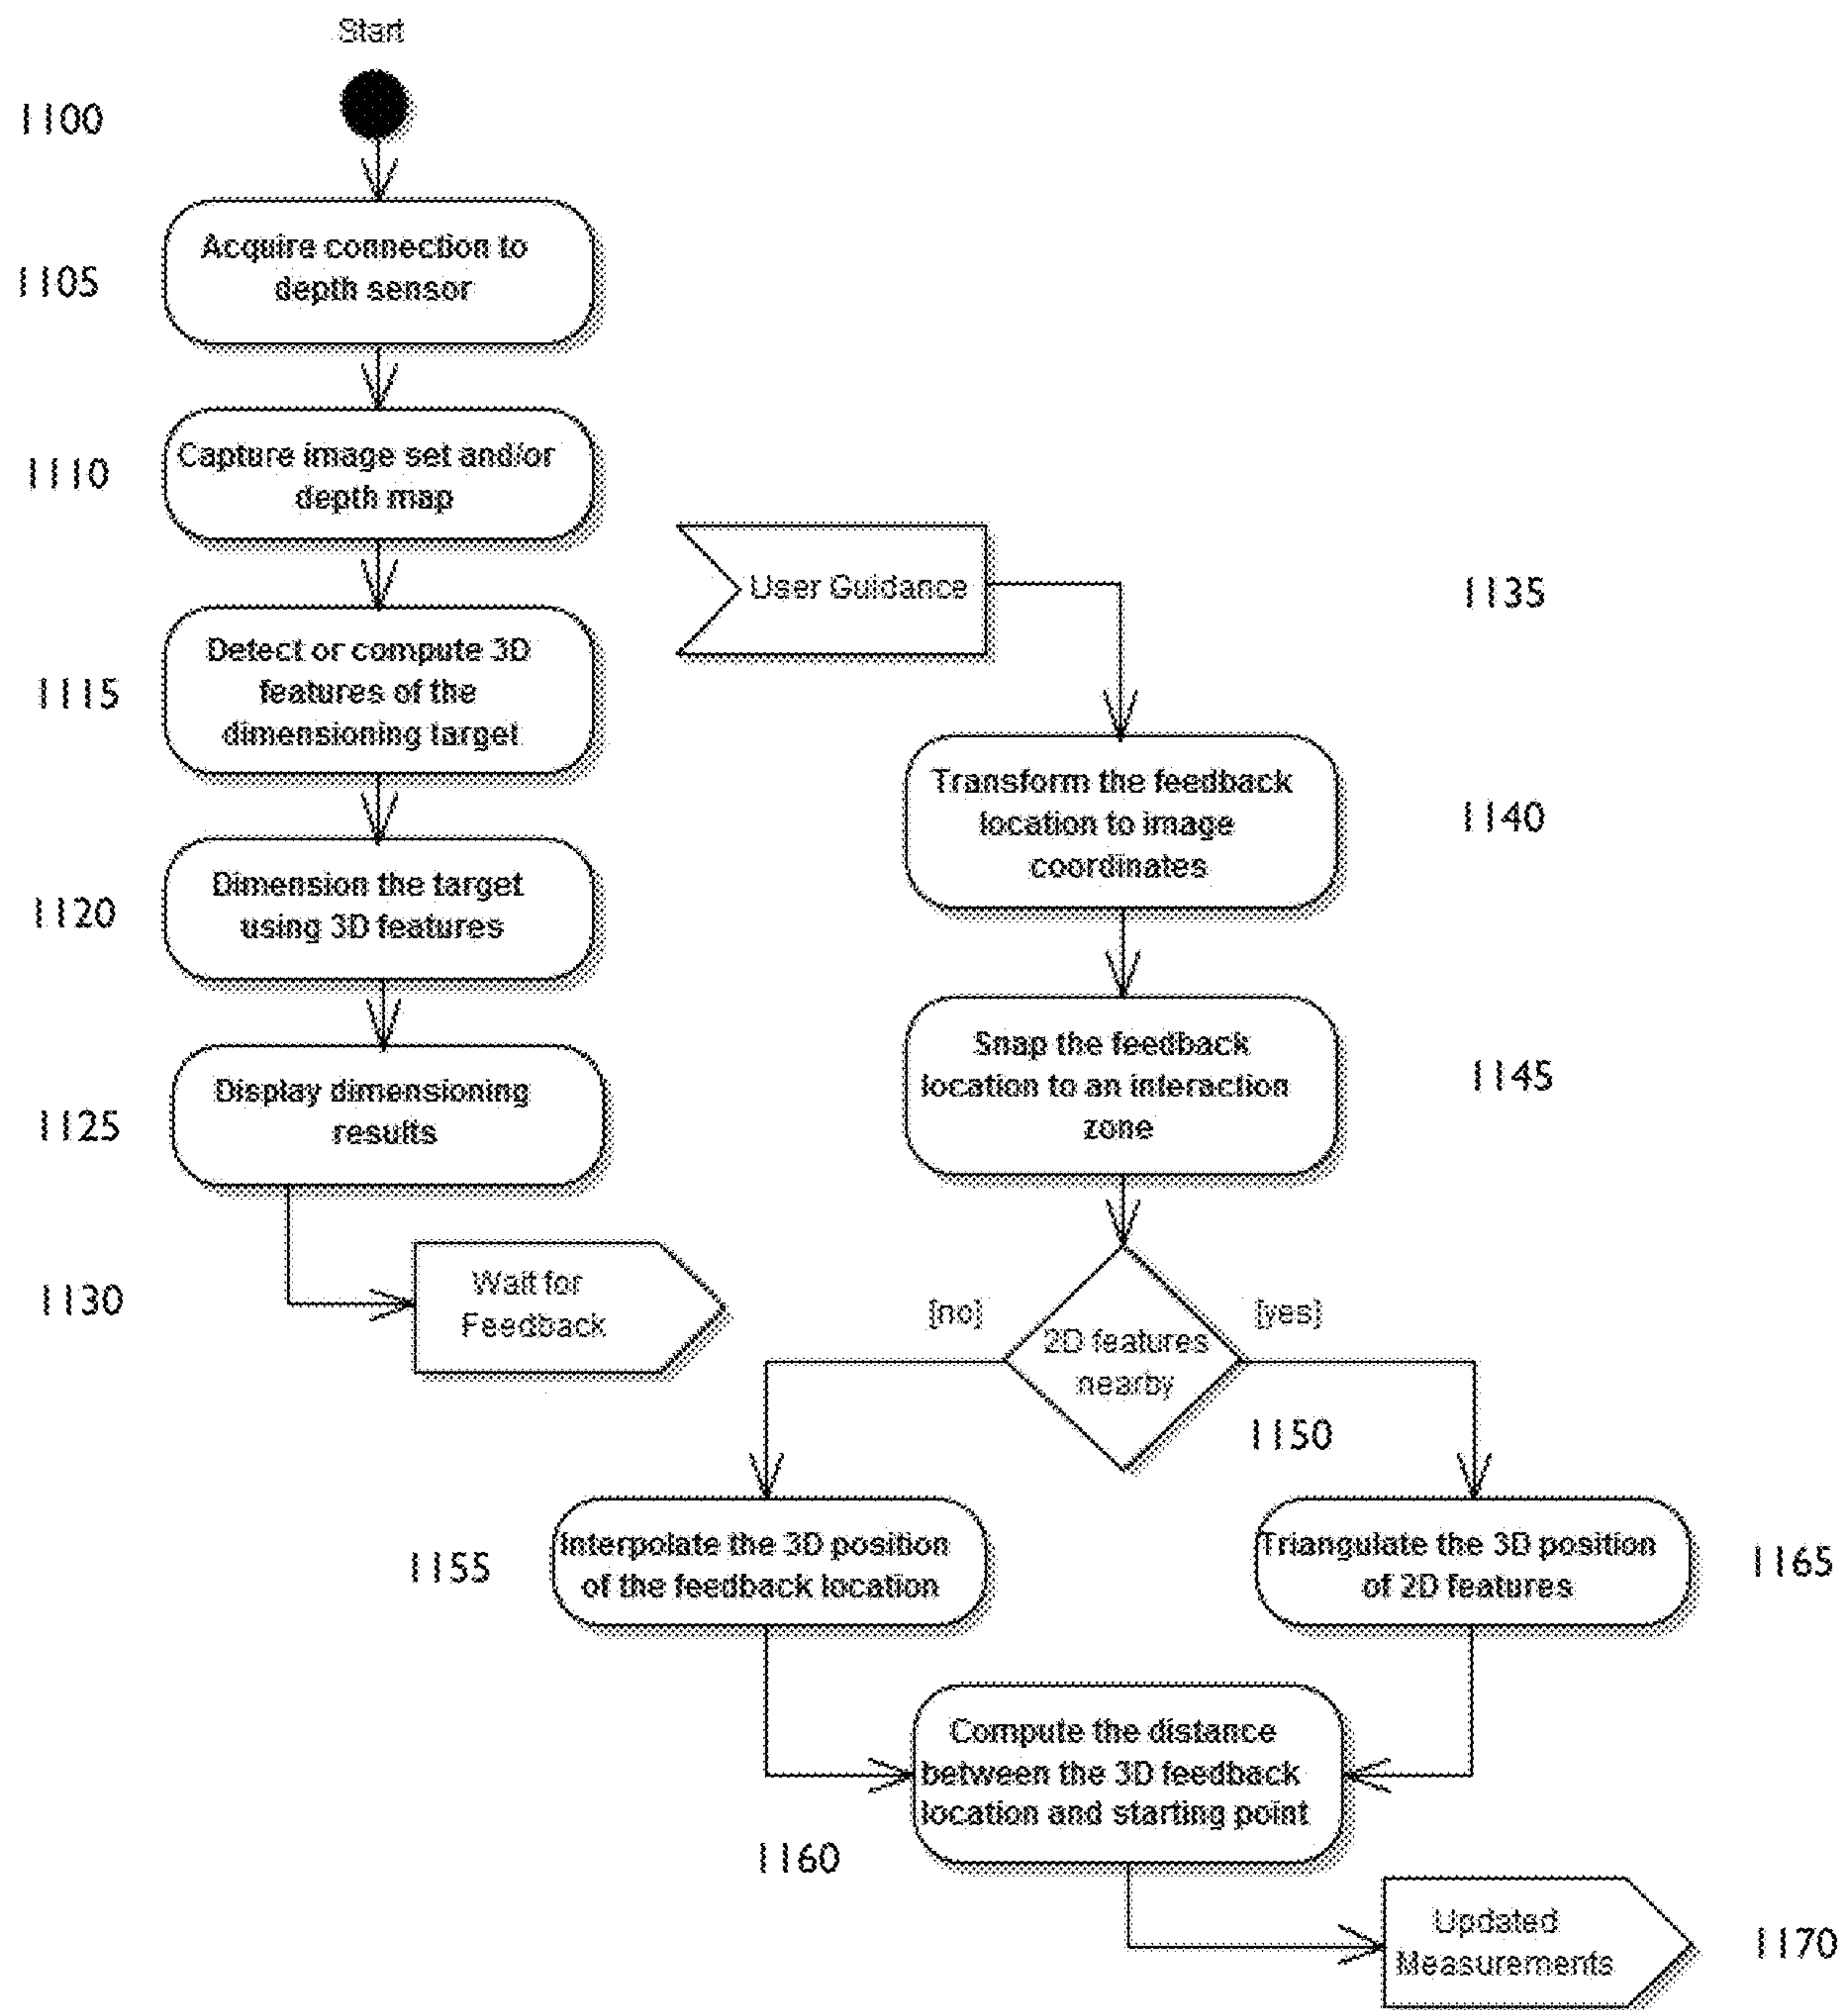 Start
1100
Acquire connection to
depth sensor
1105
Capture image set and/or
depth map
1110
Detect or compute 3D
features of the
dimensioning target
1115
Dimension the target
using 3D features
1120
Display dimensioning
results
1125
Wait for
Feedback
1130
User Guidance
1135
Transform the feedback
location to image
coordinates
1140
Snap the feedback
location to an interaction
zone
1145
[no]
[yes]
2D features
nearby
1150
Interpolate the 3D position
of the feedback location
1155
Triangulate the 3D position
of 2D features
1165
Compute the distance
between the 3D feedback
location and starting point
1160
Updated
Measurements
1170